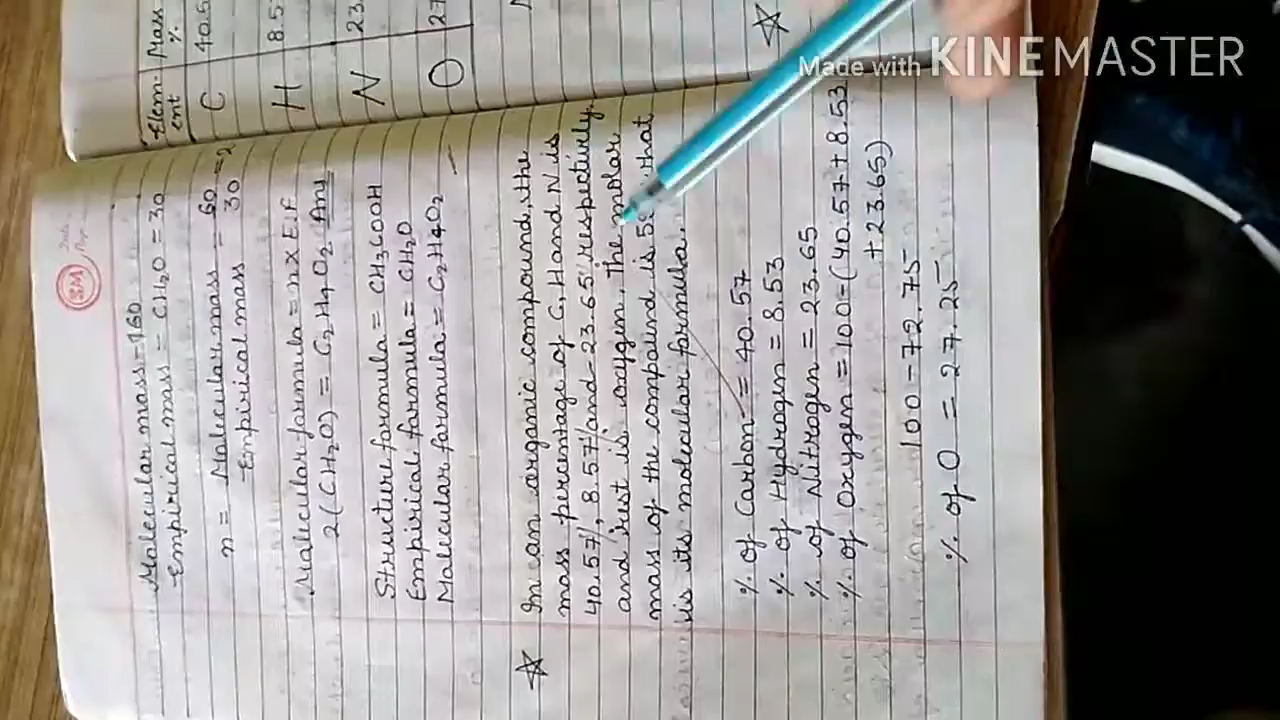 Made with KINEMASTER
Elem- Mass
ent %
C 40.5
H 8.5
N 23.
O 27
SM
Molecular mass = 160
Empirical mass = CH2O = 30
n = Molecular mass = 60 = 2
Empirical mass 30
Molecular formula = n x E.F
2(CH2O) = C2H4O2 Ans
Structure formula = CH3COOH
Empirical formula = CH2O
Molecular formula = C2H4O2
In an organic compound, the
mass percentage of C, H and N is
40.57, 8.57 and 23.65 respectively
and rest is oxygen. The molar
mass of the compound is that
is its molecular formula.
% of Carbon = 40.57
% of Hydrogen = 8.53
% of Nitrogen = 23.65
% of Oxygen = 100-(40.57+8.53
+23.65)
100-72.75
% of O = 27.25